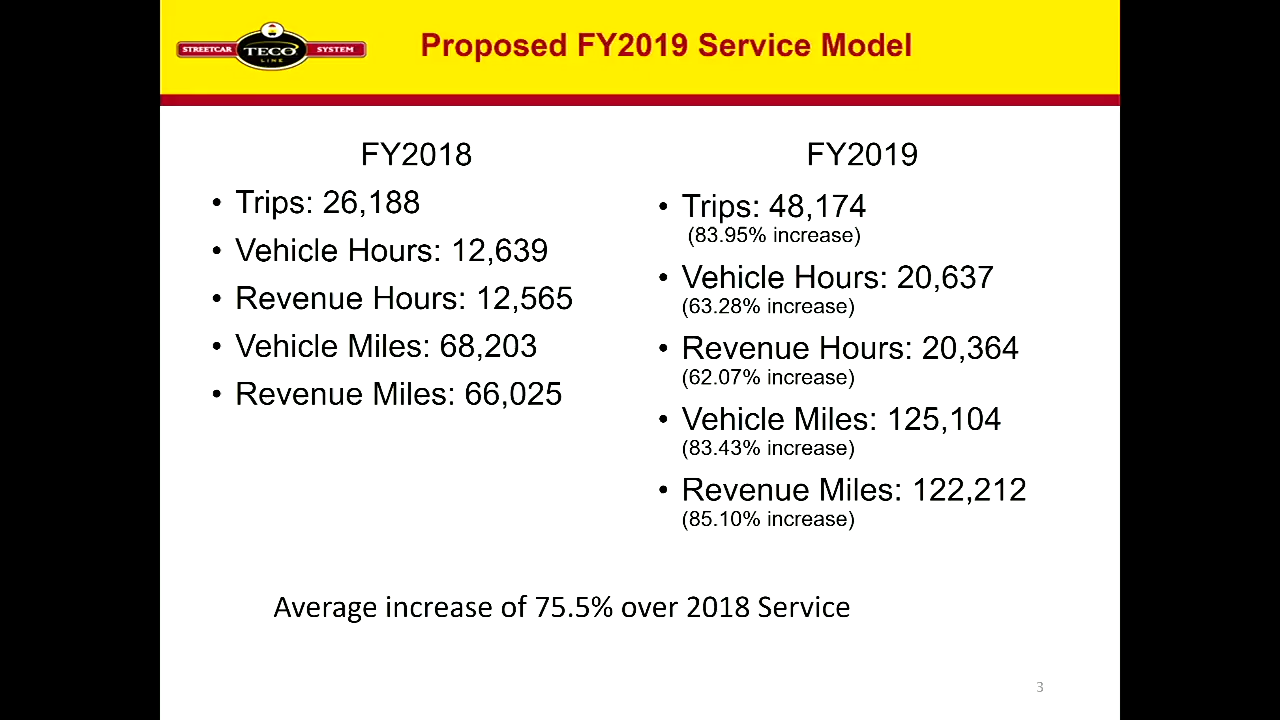 STREETCAR TECO SYSTEM
LINE
Proposed FY2019 Service Model
FY2018
• Trips: 26,188
• Vehicle Hours: 12,639
• Revenue Hours: 12,565
• Vehicle Miles: 68,203
• Revenue Miles: 66,025
FY2019
• Trips: 48,174
(83.95% increase)
• Vehicle Hours: 20,637
(63.28% increase)
• Revenue Hours: 20,364
(62.07% increase)
• Vehicle Miles: 125,104
(83.43% increase)
• Revenue Miles: 122,212
(85.10% increase)
Average increase of 75.5% over 2018 Service
3